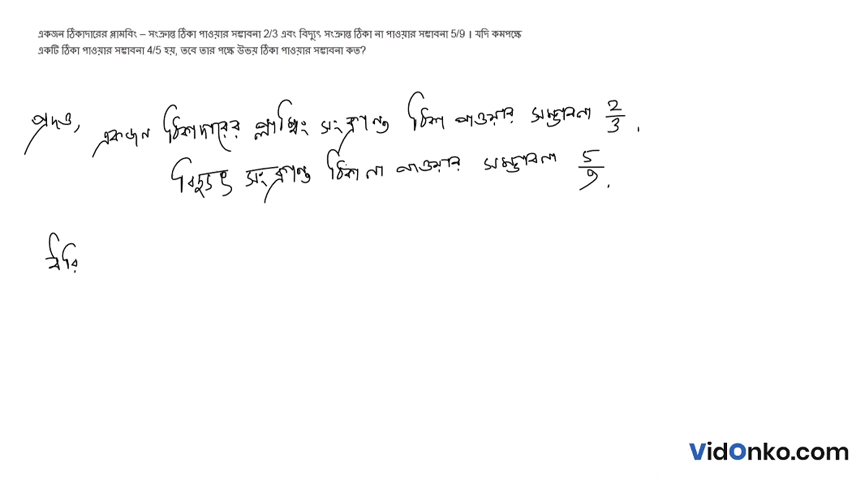 একজন ঠিকাদারের প্লামবিং – সংক্রান্ত ঠিকা পাওয়ার সম্ভাবনা 2/3 এবং বিদ্যুৎ সংক্রান্ত ঠিকা না পাওয়ার সম্ভাবনা 5/9 । যদি কমপক্ষে
একটি ঠিকা পাওয়ার সম্ভাবনা 4/5 হয়, তবে তার পক্ষে উভয় ঠিকা পাওয়ার সম্ভাবনা কত?
প্রদত্ত, একজন ঠিকাদারের প্লাম্বিং সংক্রান্ত ঠিকা পাওয়ার সম্ভাবনা 2/3 .
বিদ্যুৎ সংক্রান্ত ঠিকা না পাওয়ার সম্ভাবনা 5/9 .
ধরি
VidOnko.com